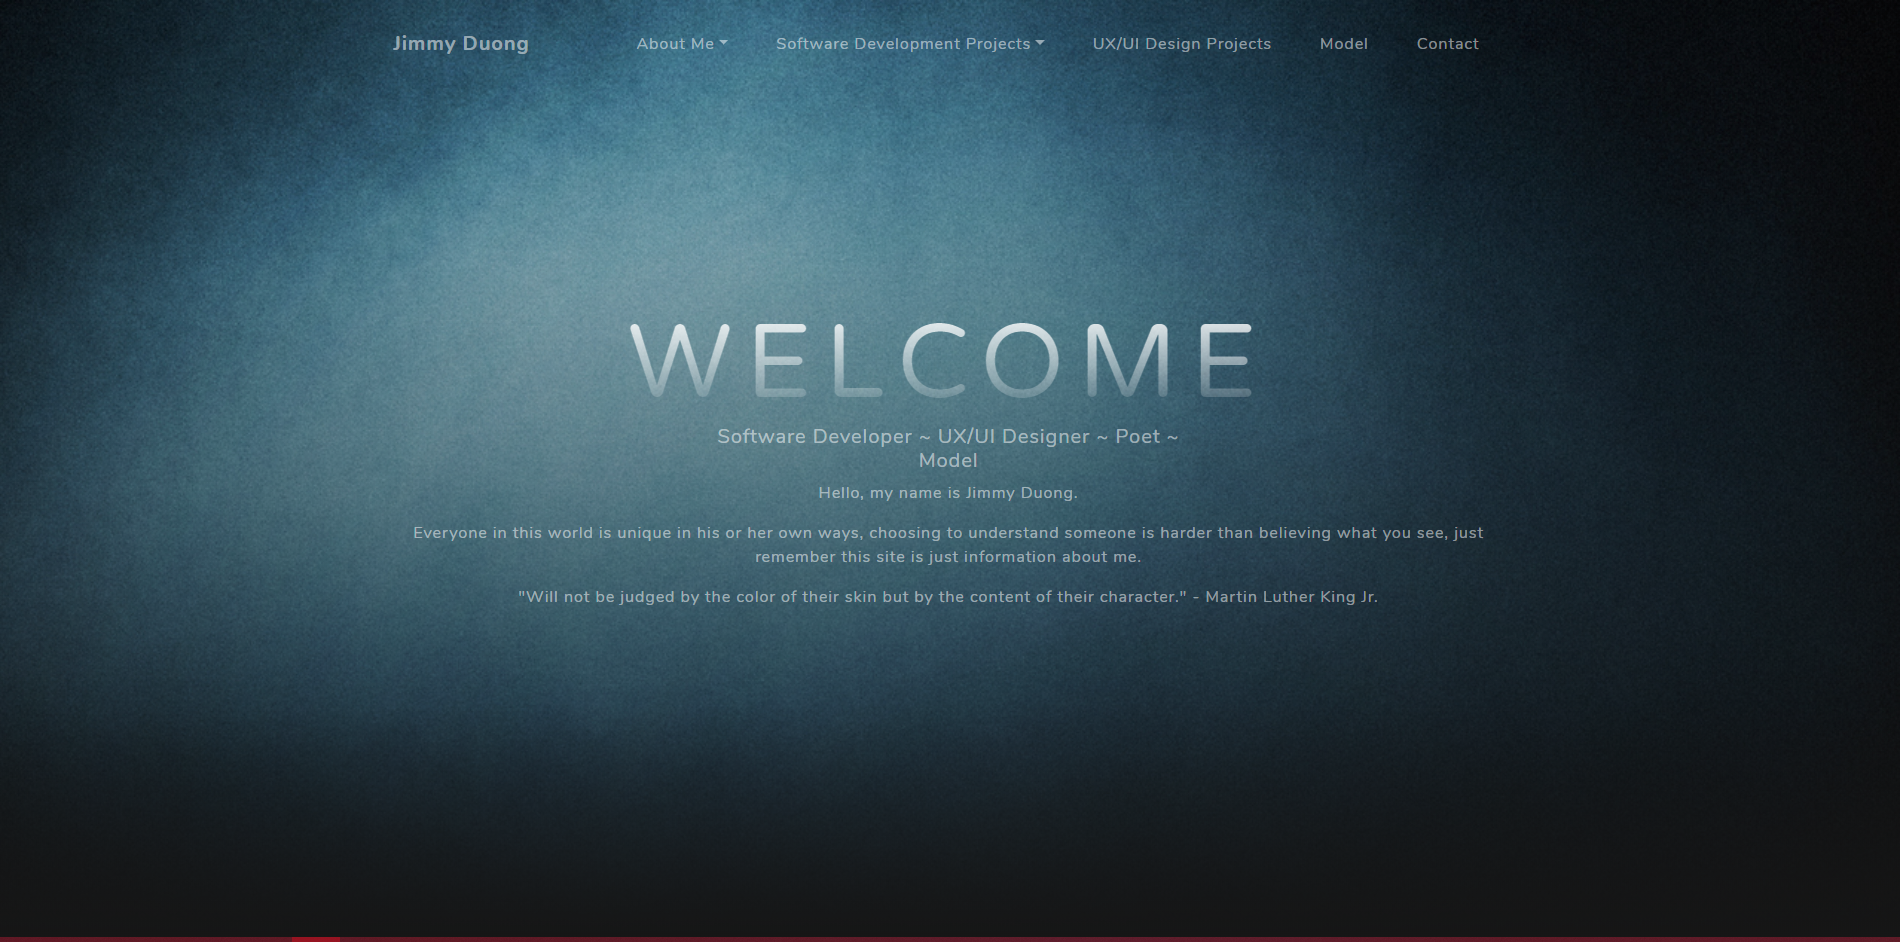 Jimmy Duong
About Me
Software Development Projects
UX/UI Design Projects
Model
Contact
WELCOME
Software Developer ~ UX/UI Designer ~ Poet ~
Model
Hello, my name is Jimmy Duong.
Everyone in this world is unique in his or her own ways, choosing to understand someone is harder than believing what you see, just
remember this site is just information about me.
"Will not be judged by the color of their skin but by the content of their character." - Martin Luther King Jr.